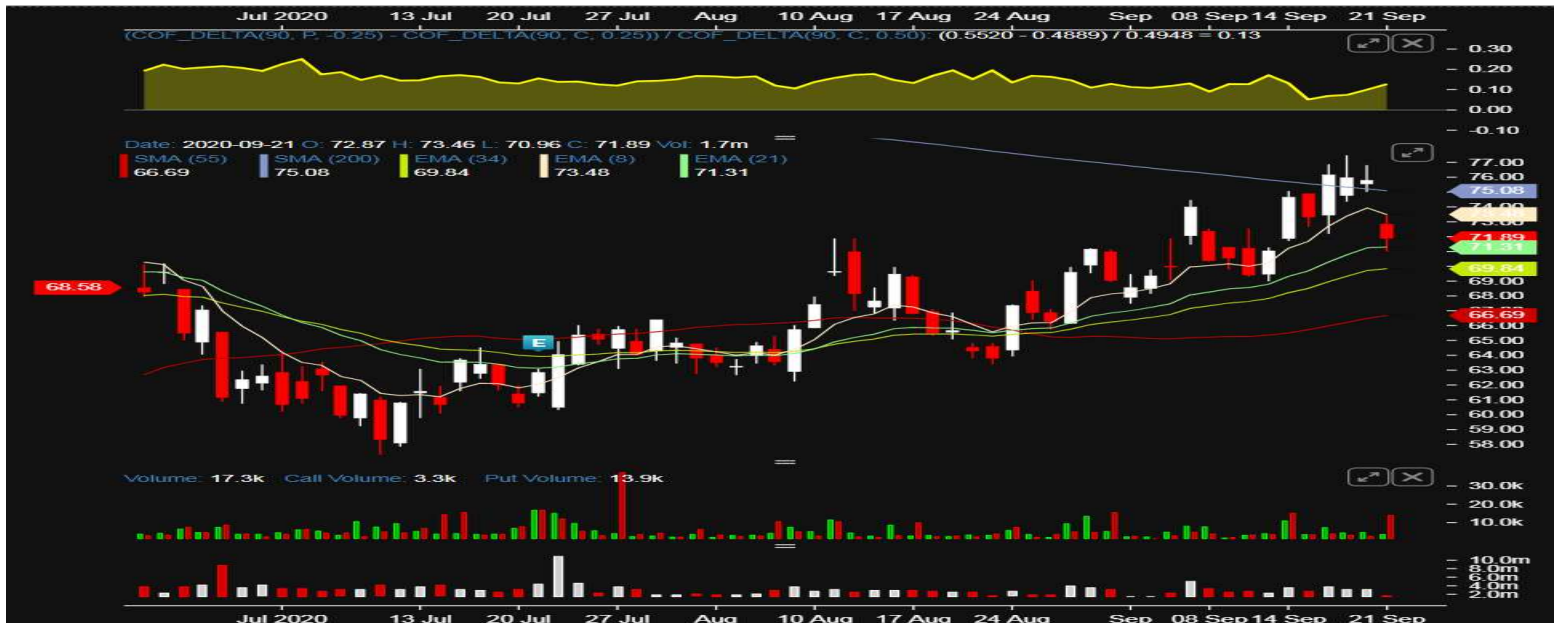 Jul 2020 13 Jul 20 Jul 27 Jul Aug 10 Aug 17 Aug 24 Aug Sep 08 Sep 14 Sep 21 Sep
(COF_DELTA(90, P, -0.25) - COF_DELTA(90, C, 0.25)) / COF_DELTA(90, C, 0.50): (0.5520 - 0.4889) / 0.4948 = 0.13
0.30
0.20
0.10
0.00
-0.10
Date: 2020-09-21 O: 72.87 H: 73.46 L: 70.96 C: 71.89 Vol: 1.7m
SMA (55) SMA (200) EMA (34) EMA (8) EMA (21)
66.69 75.08 69.84 73.48 71.31
77.00
76.00
75.08
74.00
73.48
73.00
71.89
71.31
69.84
69.00
68.58
68.00
66.69
66.00
65.00
64.00
63.00
62.00
61.00
60.00
59.00
58.00
E
Volume: 17.3k Call Volume: 3.3k Put Volume: 13.9k
30.0k
20.0k
10.0k
10.0m
8.0m
6.0m
4.0m
2.0m
Jul 2020 13 Jul 20 Jul 27 Jul Aug 10 Aug 17 Aug 24 Aug Sep 08 Sep 14 Sep 21 Sep